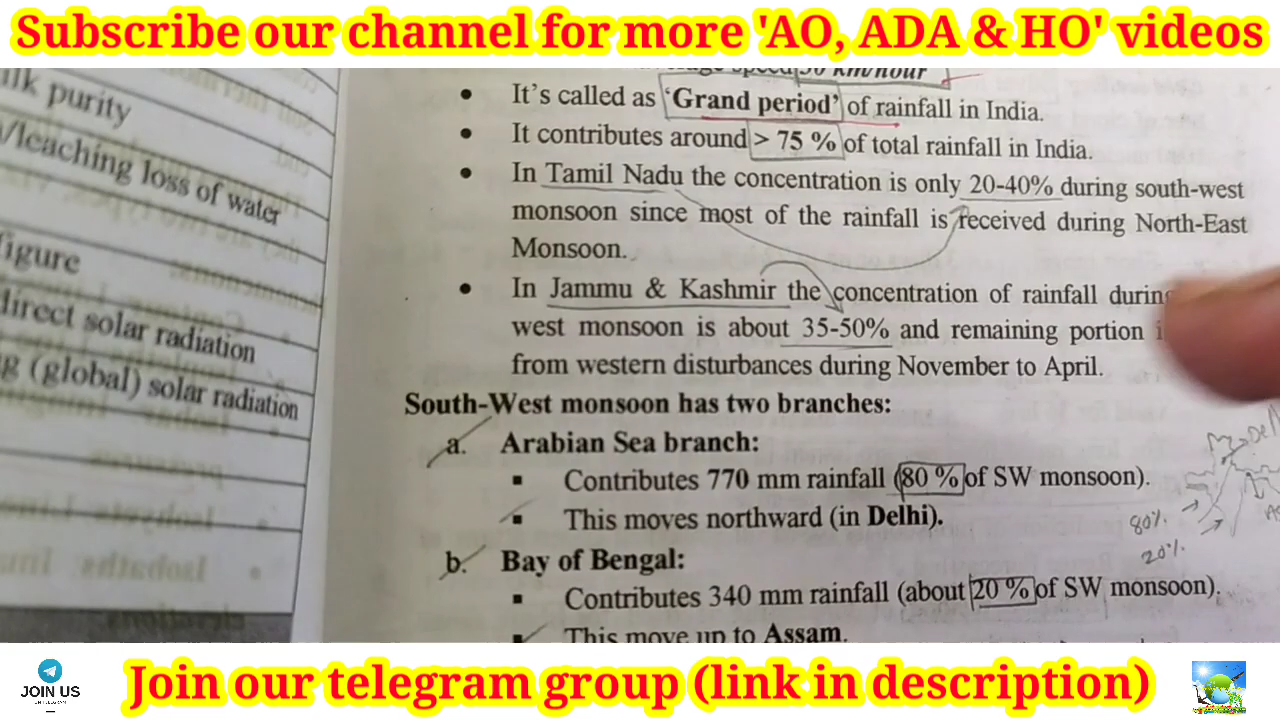 Subscribe our channel for more 'AO, ADA & HO' videos
30 km/hour
ilk purity
/leaching loss of water
figure
direct solar radiation
(global) solar radiation
• It's called as 'Grand period' of rainfall in India.
• It contributes around > 75 % of total rainfall in India.
• In Tamil Nadu the concentration is only 20-40% during south-west
monsoon since most of the rainfall is received during North-East
Monsoon.
• In Jammu & Kashmir the concentration of rainfall during
west monsoon is about 35-50% and remaining portion
from western disturbances during November to April.
South-West monsoon has two branches:
a. Arabian Sea branch:
▪ Contributes 770 mm rainfall (80 % of SW monsoon).
▪ This moves northward (in Delhi).
b. Bay of Bengal:
▪ Contributes 340 mm rainfall (about 20 % of SW monsoon).
▪ This move up to Assam.
80%
20%
JOIN US
ON TELEGRAM
Join our telegram group (link in description)